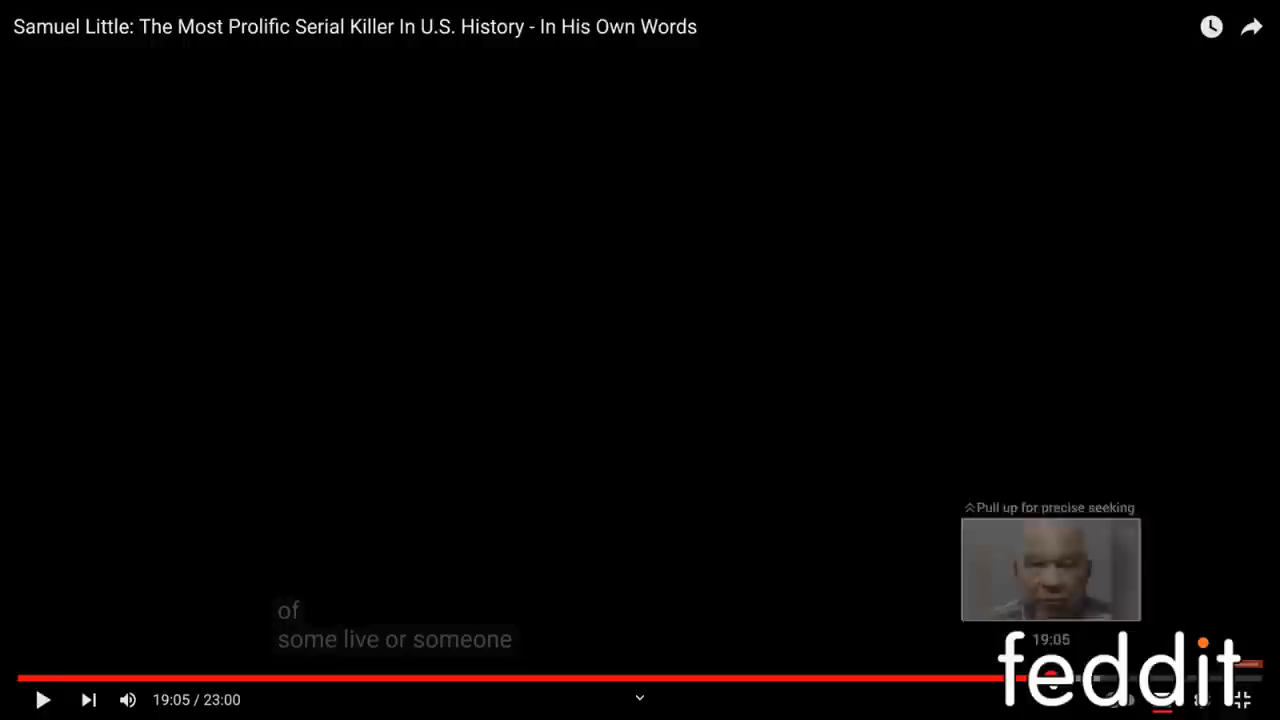 Samuel Little: The Most Prolific Serial Killer In U.S. History - In His Own Words
Pull up for precise seeking
of
some live or someone
19:05
feddit
19:05 / 23:00